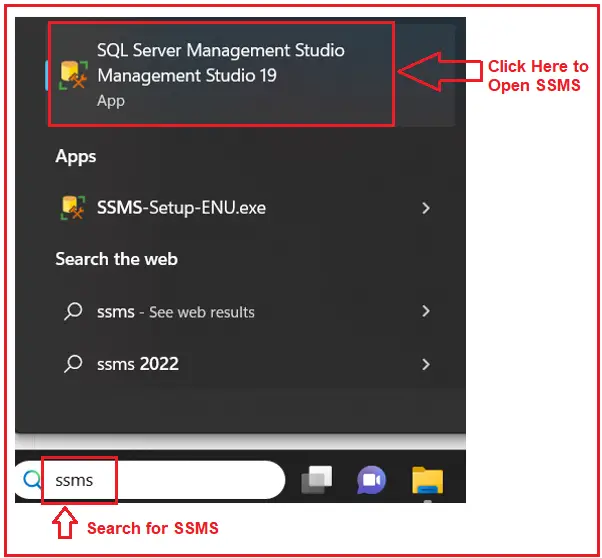 SQL Server Management Studio
Management Studio 19
App
Click Here to
Open SSMS
Apps
SSMS-Setup-ENU.exe
Search the web
ssms - See web results
ssms 2022
ssms
Search for SSMS